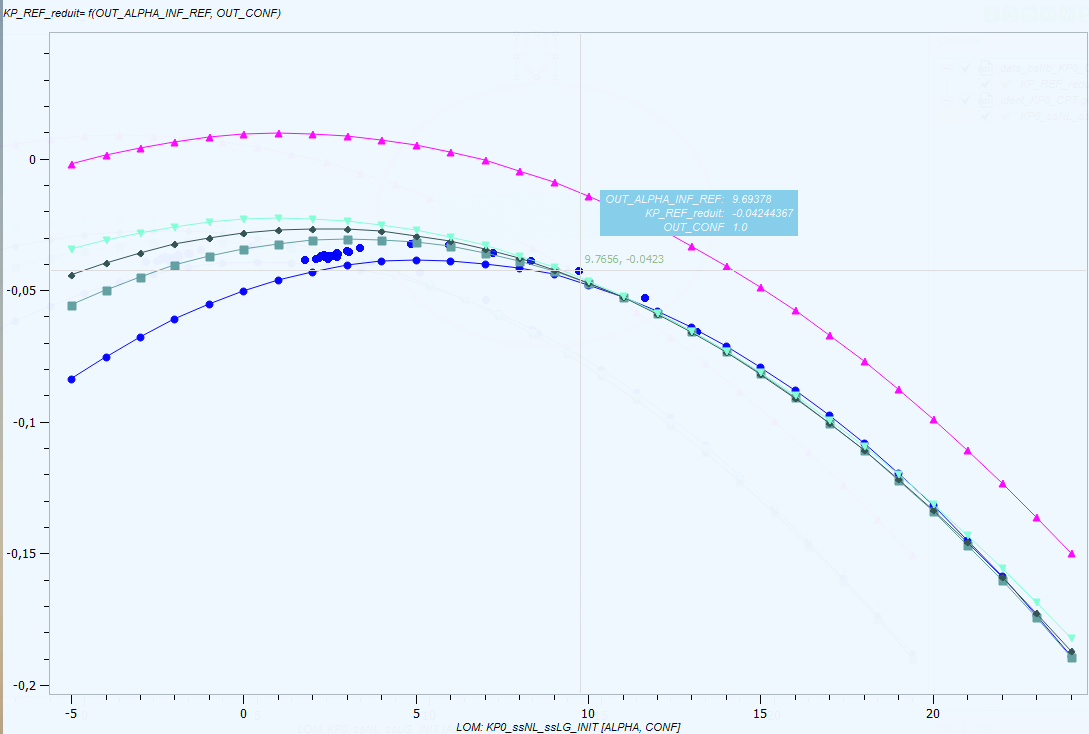 KP_REF_reduit= f(OUT_ALPHA_INF_REF, OUT_CONF)
0
-0,05
-0,1
-0,15
-0,2
OUT_ALPHA_INF_REF: 9.69378
KP_REF_reduit: -0.04244367
OUT_CONF 1.0
9.7656, -0.0423
-5 0 5 10 15 20
LOM: KP0_ssNL_ssLG_INIT [ALPHA, CONF]